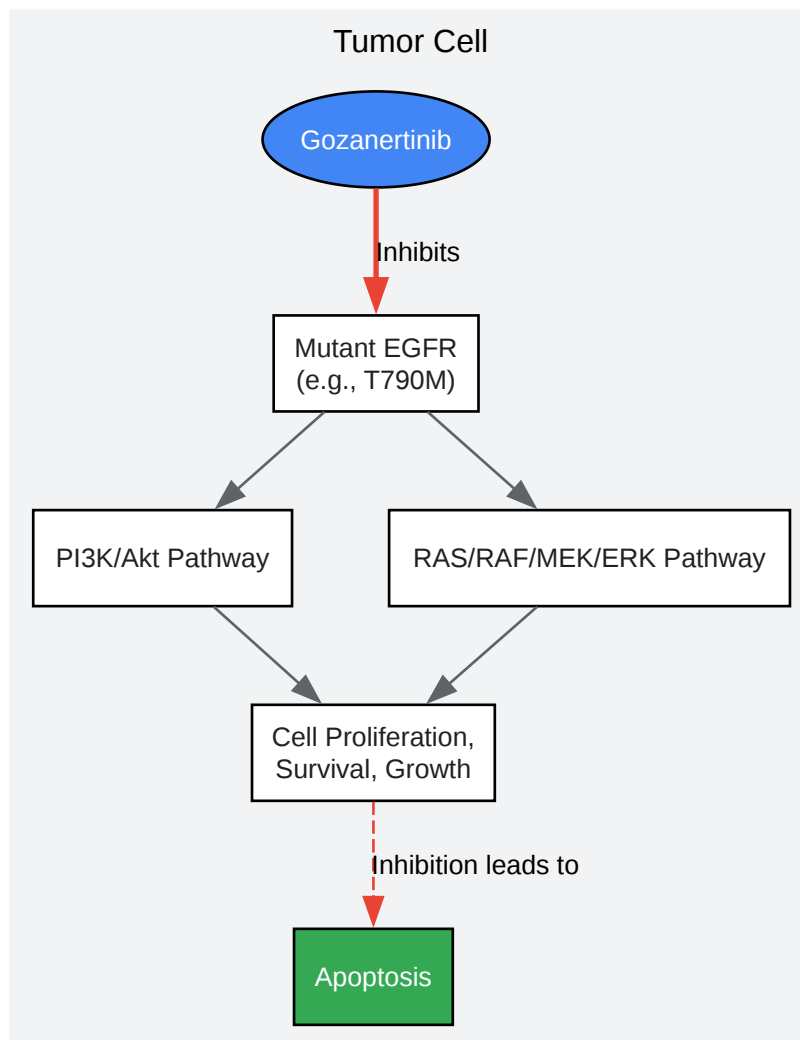 Tumor Cell
Gozanertinib
Inhibits
Mutant EGFR
(e.g., T790M)
PI3K/Akt Pathway
RAS/RAF/MEK/ERK Pathway
Cell Proliferation,
Survival, Growth
Inhibition leads to
Apoptosis